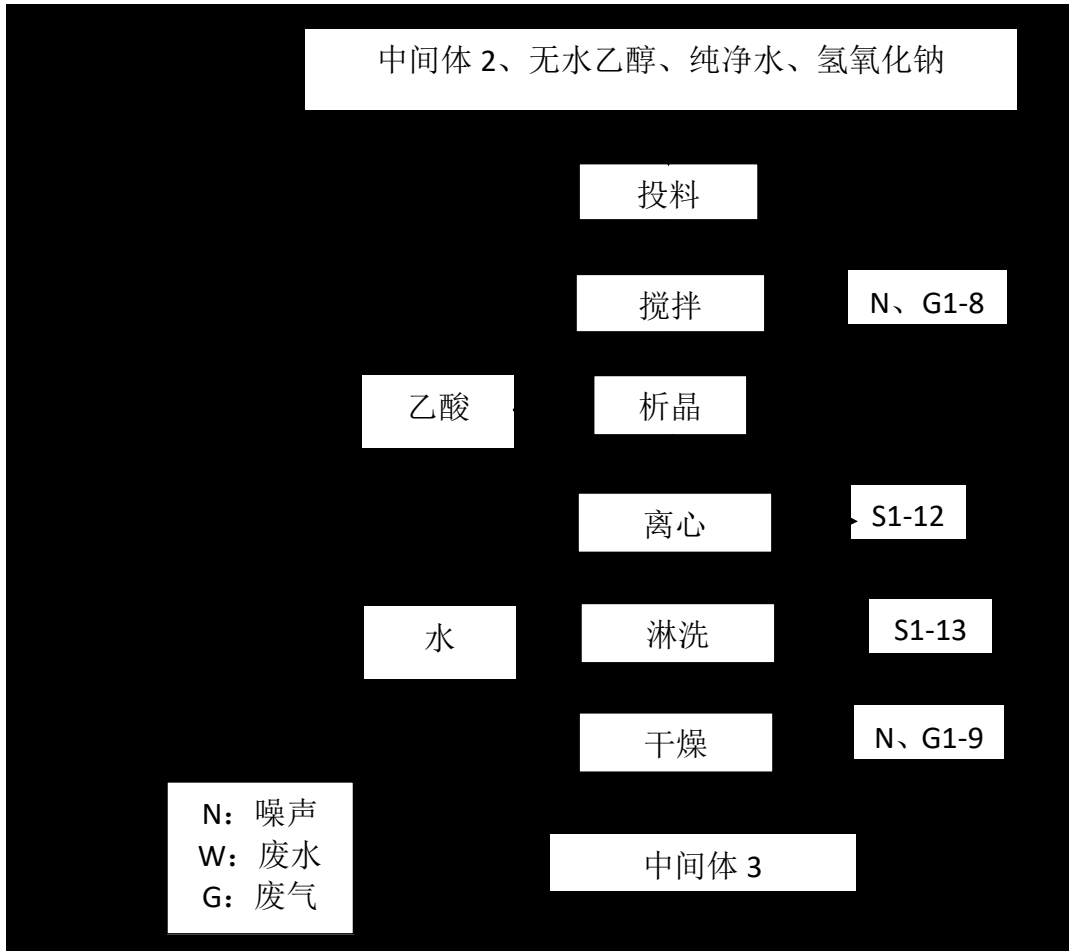 中间体 2、无水乙醇、纯净水、氢氧化钠
投料
搅拌
N、G1-8
乙酸
析晶
离心
S1-12
水
淋洗
S1-13
干燥
N、G1-9
N：噪声
W：废水
G：废气
中间体 3